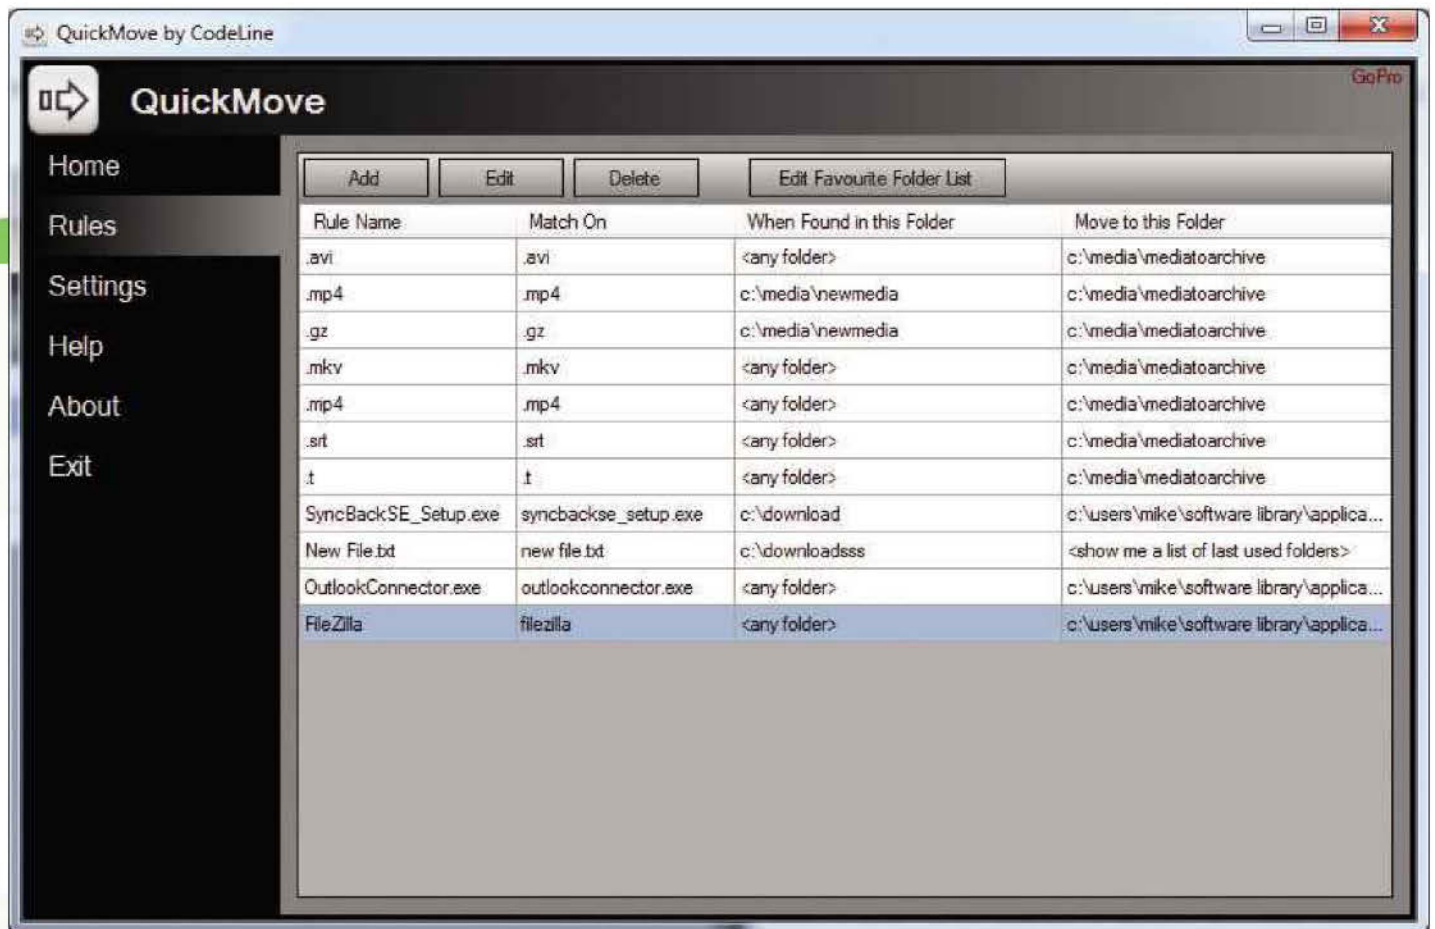 QuickMove by CodeLine
GoPro
QuickMove
Home
Rules
Settings
Help
About
Exit
Add Edit Delete Edit Favourite Folder List
Rule Name Match On When Found in this Folder Move to this Folder
.avi .avi <any folder> c:\media\mediatoarchive
.mp4 .mp4 c:\media\newmedia c:\media\mediatoarchive
.gz .gz c:\media\newmedia c:\media\mediatoarchive
.mkv .mkv <any folder> c:\media\mediatoarchive
.mp4 .mp4 <any folder> c:\media\mediatoarchive
.srt .srt <any folder> c:\media\mediatoarchive
.t .t <any folder> c:\media\mediatoarchive
SyncBackSE_Setup.exe syncbackse_setup.exe c:\download c:\users\mike\software library\applica...
New File.txt new file.txt c:\downloadsss <show me a list of last used folders>
OutlookConnector.exe outlookconnector.exe <any folder> c:\users\mike\software library\applica...
FileZilla filezilla <any folder> c:\users\mike\software library\applica...